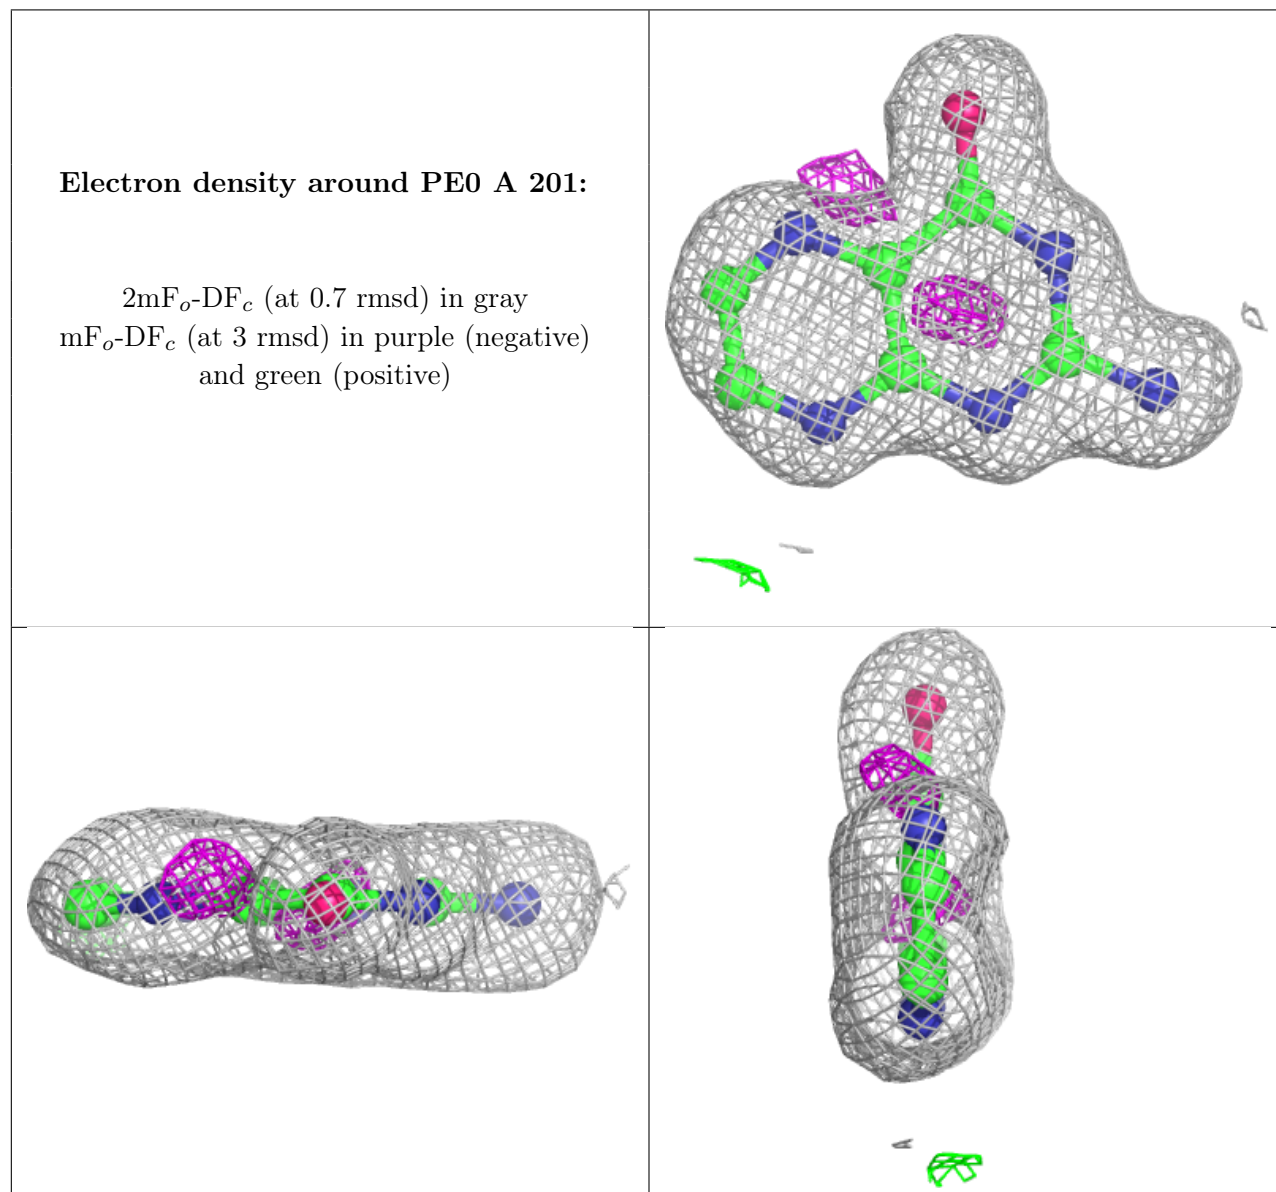 Electron density around PE0 A 201:
2mFₒ-DF𝑐 (at 0.7 rmsd) in gray
mFₒ-DF𝑐 (at 3 rmsd) in purple (negative)
and green (positive)